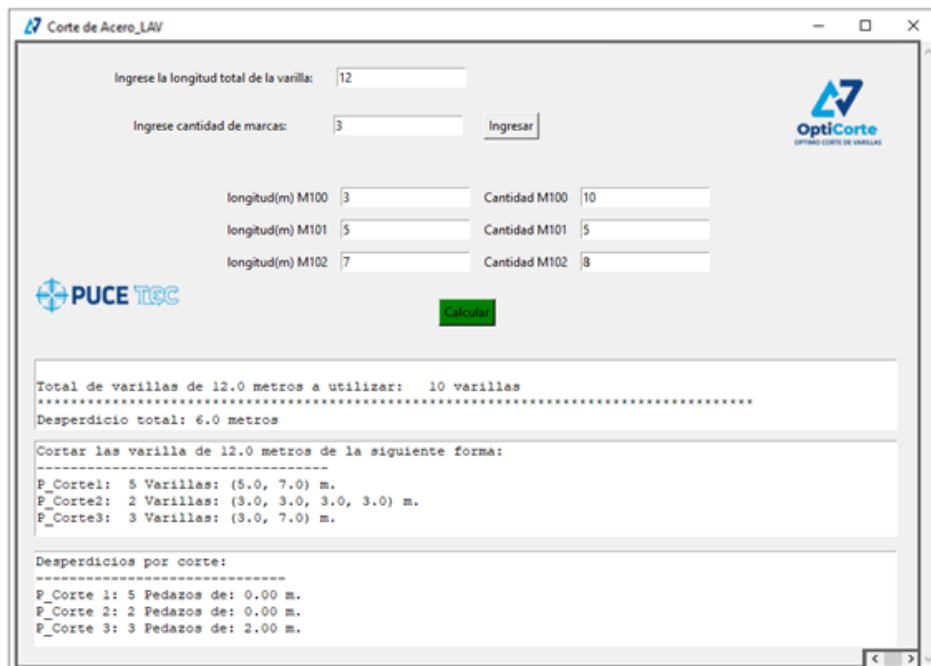 Corte de Acero_LAV
Ingrese la longitud total de la varilla: 12
Ingrese cantidad de marcas: 3 Ingresar
OptiCorte
OPTIMO CORTE DE VARILLAS
longitud(m) M100 3 Cantidad M100 10
longitud(m) M101 5 Cantidad M101 5
longitud(m) M102 7 Cantidad M102 8
PUCE TEC
Calcular
Total de varillas de 12.0 metros a utilizar: 10 varillas
**************************************************************************************
Desperdicio total: 6.0 metros
Cortar las varilla de 12.0 metros de la siguiente forma:
-----------------------------------
P_Corte1: 5 Varillas: (5.0, 7.0) m.
P_Corte2: 2 Varillas: (3.0, 3.0, 3.0, 3.0) m.
P_Corte3: 3 Varillas: (3.0, 7.0) m.
Desperdicios por corte:
------------------------------
P_Corte 1: 5 Pedazos de: 0.00 m.
P_Corte 2: 2 Pedazos de: 0.00 m.
P_Corte 3: 3 Pedazos de: 2.00 m.